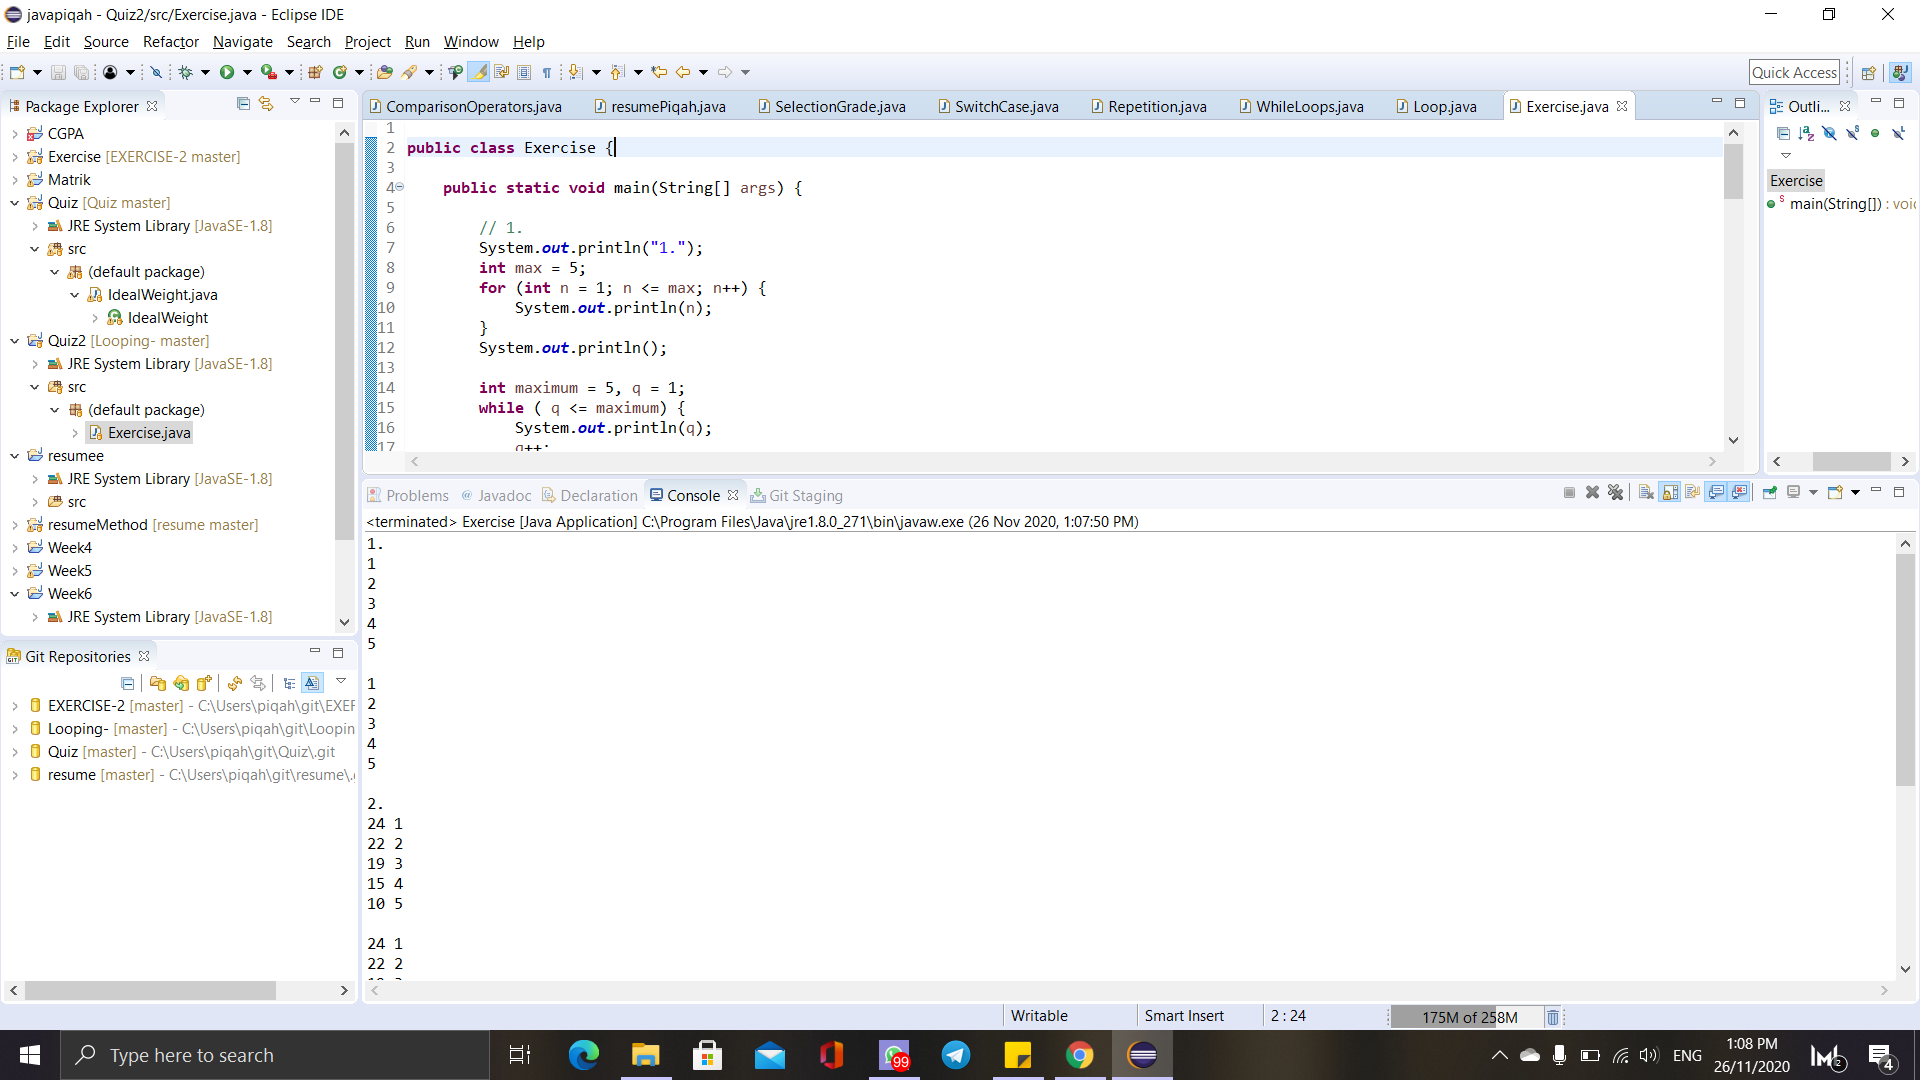 javapiqah - Quiz2/src/Exercise.java - Eclipse IDE
File Edit Source Refactor Navigate Search Project Run Window Help
Quick Access
Package Explorer
CGPA
Exercise [EXERCISE-2 master]
Matrik
Quiz [Quiz master]
JRE System Library [JavaSE-1.8]
src
(default package)
IdealWeight.java
IdealWeight
Quiz2 [Looping- master]
JRE System Library [JavaSE-1.8]
src
(default package)
Exercise.java
resumee
JRE System Library [JavaSE-1.8]
src
resumeMethod [resume master]
Week4
Week5
Week6
JRE System Library [JavaSE-1.8]
Git Repositories
EXERCISE-2 [master] - C:\Users\piqah\git\EXER
Looping- [master] - C:\Users\piqah\git\Loopin
Quiz [master] - C:\Users\piqah\git\Quiz\.git
resume [master] - C:\Users\piqah\git\resume\.
ComparisonOperators.java resumePiqah.java SelectionGrade.java SwitchCase.java Repetition.java WhileLoops.java Loop.java Exercise.java
1
2 public class Exercise {
3
4 public static void main(String[] args) {
5
6 // 1.
7 System.out.println("1.");
8 int max = 5;
9 for (int n = 1; n <= max; n++) {
10 System.out.println(n);
11 }
12 System.out.println();
13
14 int maximum = 5, q = 1;
15 while ( q <= maximum) {
16 System.out.println(q);
17 q++;
Outli...
Exercise
main(String[]) : voi
Problems Javadoc Declaration Console Git Staging
<terminated> Exercise [Java Application] C:\Program Files\Java\jre1.8.0_271\bin\javaw.exe (26 Nov 2020, 1:07:50 PM)
1.
1
2
3
4
5
1
2
3
4
5
2.
24 1
22 2
19 3
15 4
10 5
24 1
22 2
Writable Smart Insert 2 : 24 175M of 258M
Type here to search
99
ENG
1:08 PM
26/11/2020
2
4